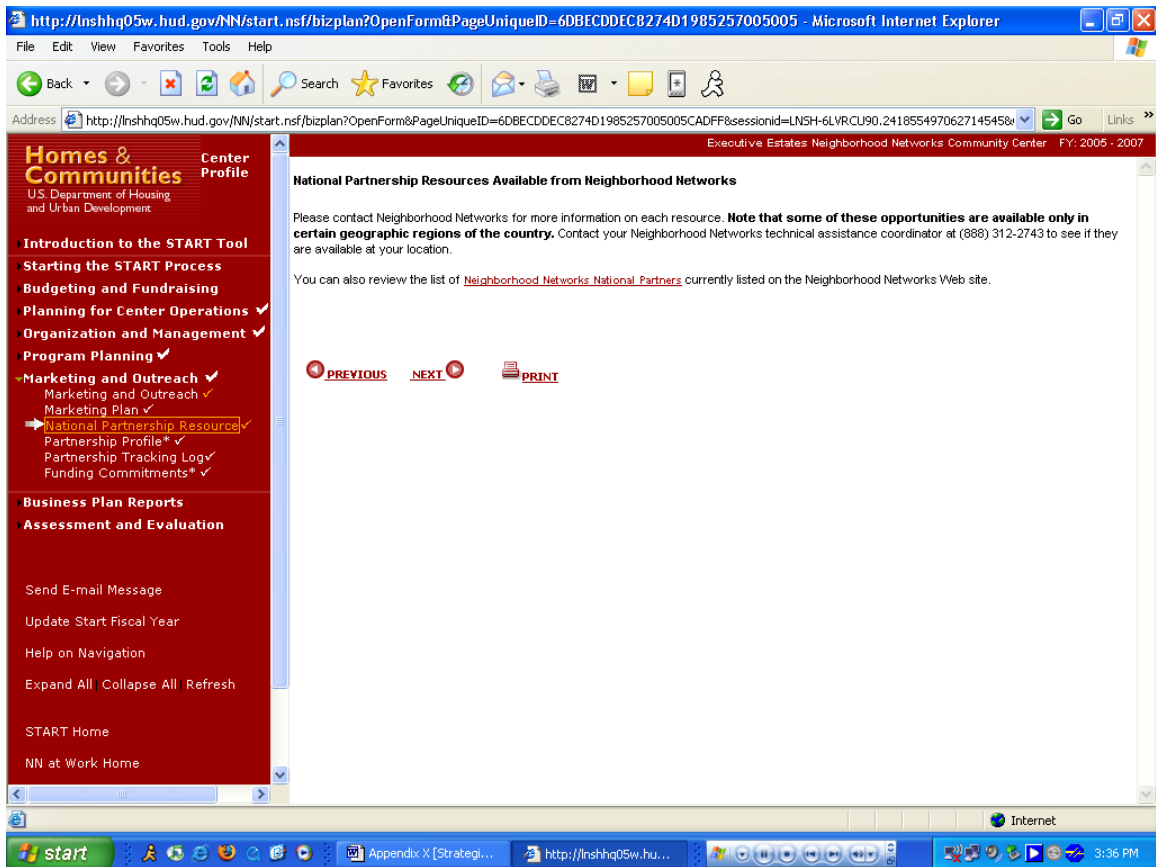 http://lnshhq05w.hud.gov/NN/start.nsf/bizplan?OpenForm&PageUniqueID=6DBECDDEC8274D1985257005005 - Microsoft Internet Explorer
File Edit View Favorites Tools Help
Back Search Favorites
Address http://lnshhq05w.hud.gov/NN/start.nsf/bizplan?OpenForm&PageUniqueID=6DBECDDEC8274D1985257005005CADFF&sessionid=LNSH-6LVRCU90.2418554970627145458& Go Links »
Executive Estates Neighborhood Networks Community Center FY: 2005 - 2007
Homes & Communities
U.S. Department of Housing
and Urban Development
Center
Profile
Introduction to the START Tool
Starting the START Process
Budgeting and Fundraising
Planning for Center Operations
Organization and Management
Program Planning
Marketing and Outreach
Marketing and Outreach
Marketing Plan
National Partnership Resource
Partnership Profile*
Partnership Tracking Log
Funding Commitments*
Business Plan Reports
Assessment and Evaluation
Send E-mail Message
Update Start Fiscal Year
Help on Navigation
Expand All | Collapse All | Refresh
START Home
NN at Work Home
National Partnership Resources Available from Neighborhood Networks
Please contact Neighborhood Networks for more information on each resource. Note that some of these opportunities are available only in
certain geographic regions of the country. Contact your Neighborhood Networks technical assistance coordinator at (888) 312-2743 to see if they
are available at your location.
You can also review the list of Neighborhood Networks National Partners currently listed on the Neighborhood Networks Web site.
PREVIOUS NEXT PRINT
Internet
start Appendix X [Strategi... http://lnshhq05w.hu... 3:36 PM